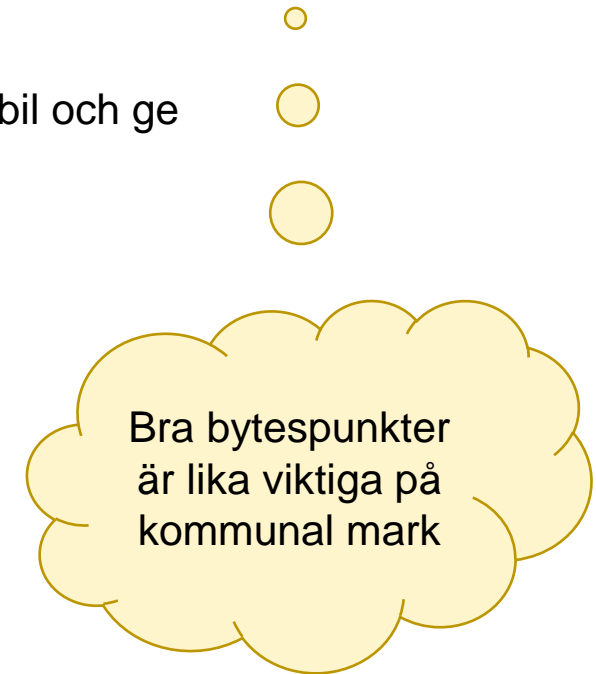 bil och ge
Bra bytespunkter
är lika viktiga på
kommunal mark